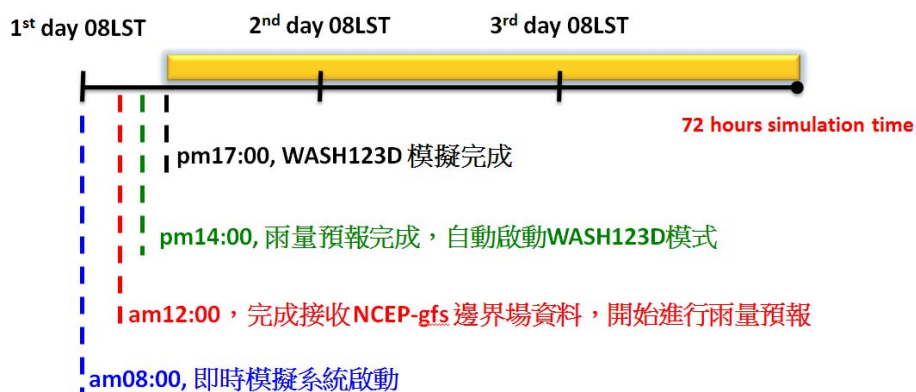 1st day 08LST
2nd day 08LST
3rd day 08LST
72 hours simulation time
pm17:00, WASH123D 模擬完成
pm14:00, 雨量預報完成，自動啟動WASH123D模式
am12:00，完成接收NCEP-gfs 邊界場資料，開始進行雨量預報
am08:00, 即時模擬系統啟動